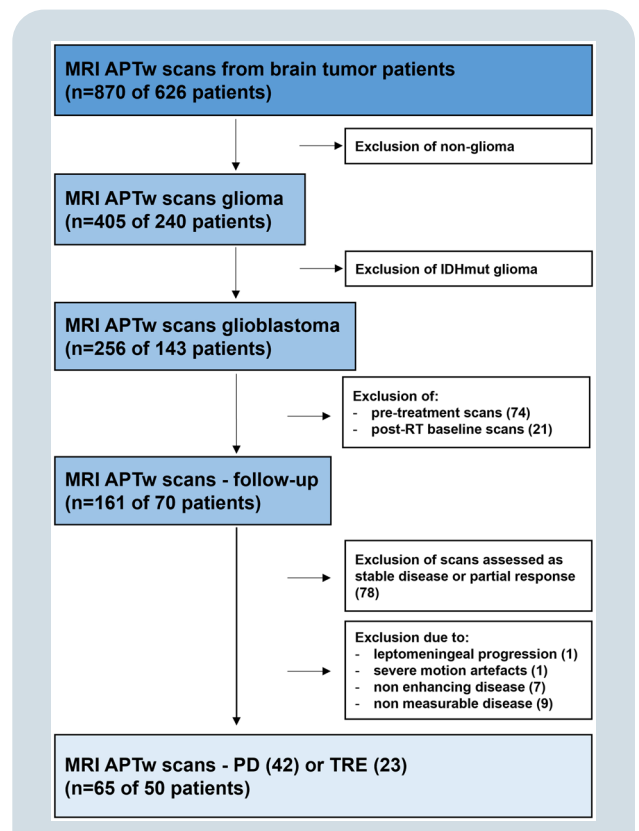 MRI APTw scans from brain tumor patients
(n=870 of 626 patients)
Exclusion of non-glioma
MRI APTw scans glioma
(n=405 of 240 patients)
Exclusion of IDHmut glioma
MRI APTw scans glioblastoma
(n=256 of 143 patients)
Exclusion of:
- pre-treatment scans (74)
- post-RT baseline scans (21)
MRI APTw scans - follow-up
(n=161 of 70 patients)
Exclusion of scans assessed as
stable disease or partial response
(78)
Exclusion due to:
- leptomeningeal progression (1)
- severe motion artefacts (1)
- non enhancing disease (7)
- non measurable disease (9)
MRI APTw scans - PD (42) or TRE (23)
(n=65 of 50 patients)